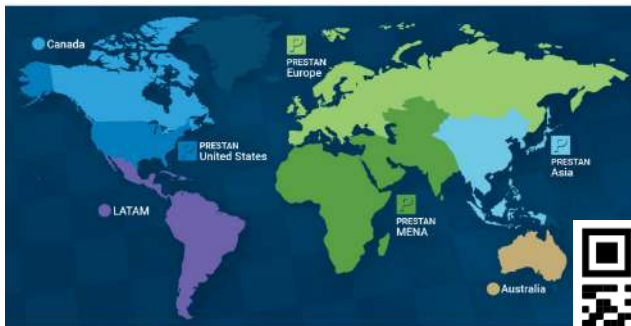 Canada
PRESTAN
Europe
PRESTAN
United States
PRESTAN
Asia
LATAM
PRESTAN
MENA
Australia